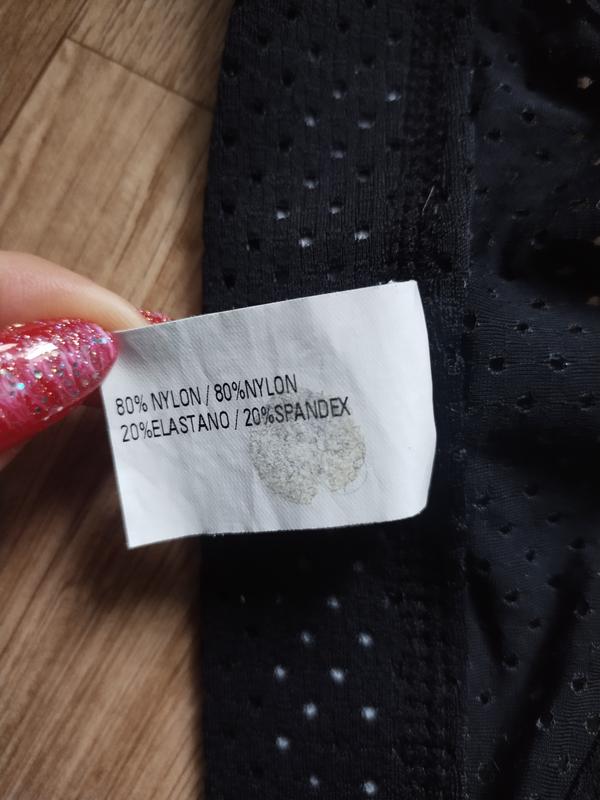 80% NYLON / 80%NYLON
20%ELASTANO / 20%SPANDEX